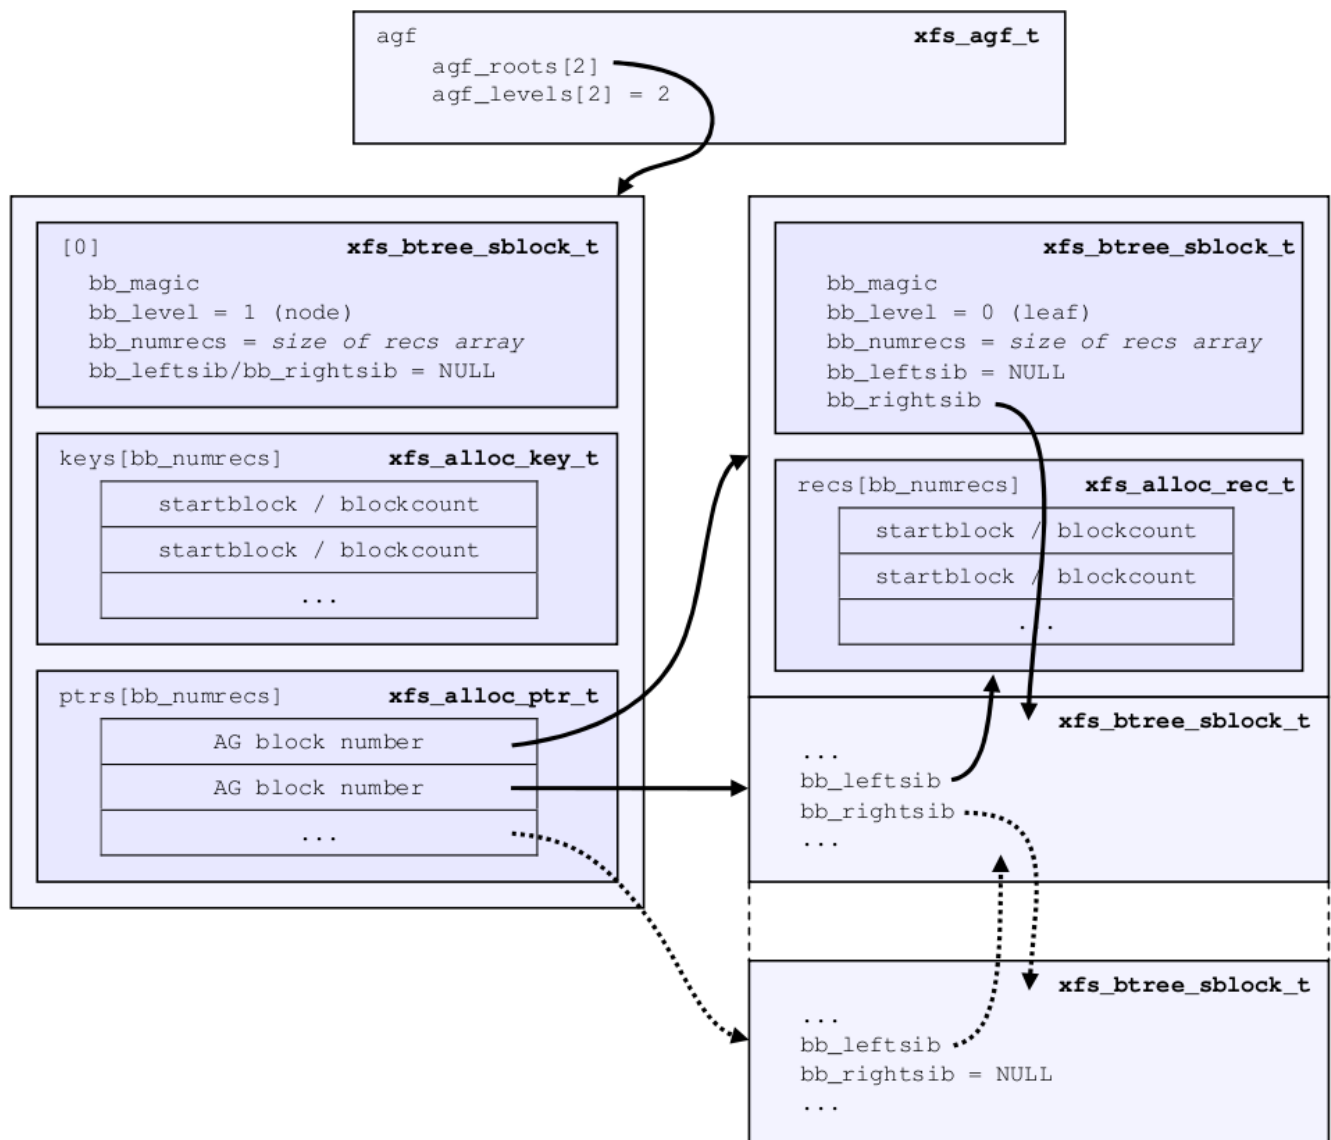 agf xfs_agf_t
agf_roots[2]
agf_levels[2] = 2
[0] xfs_btree_sblock_t
bb_magic
bb_level = 1 (node)
bb_numrecs = size of recs array
bb_leftsib/bb_rightsib = NULL
keys[bb_numrecs] xfs_alloc_key_t
startblock / blockcount
startblock / blockcount
...
ptrs[bb_numrecs] xfs_alloc_ptr_t
AG block number
AG block number
...
xfs_btree_sblock_t
bb_magic
bb_level = 0 (leaf)
bb_numrecs = size of recs array
bb_leftsib = NULL
bb_rightsib
recs[bb_numrecs] xfs_alloc_rec_t
startblock / blockcount
startblock / blockcount
...
xfs_btree_sblock_t
...
bb_leftsib
bb_rightsib
...
xfs_btree_sblock_t
...
bb_leftsib
bb_rightsib = NULL
...